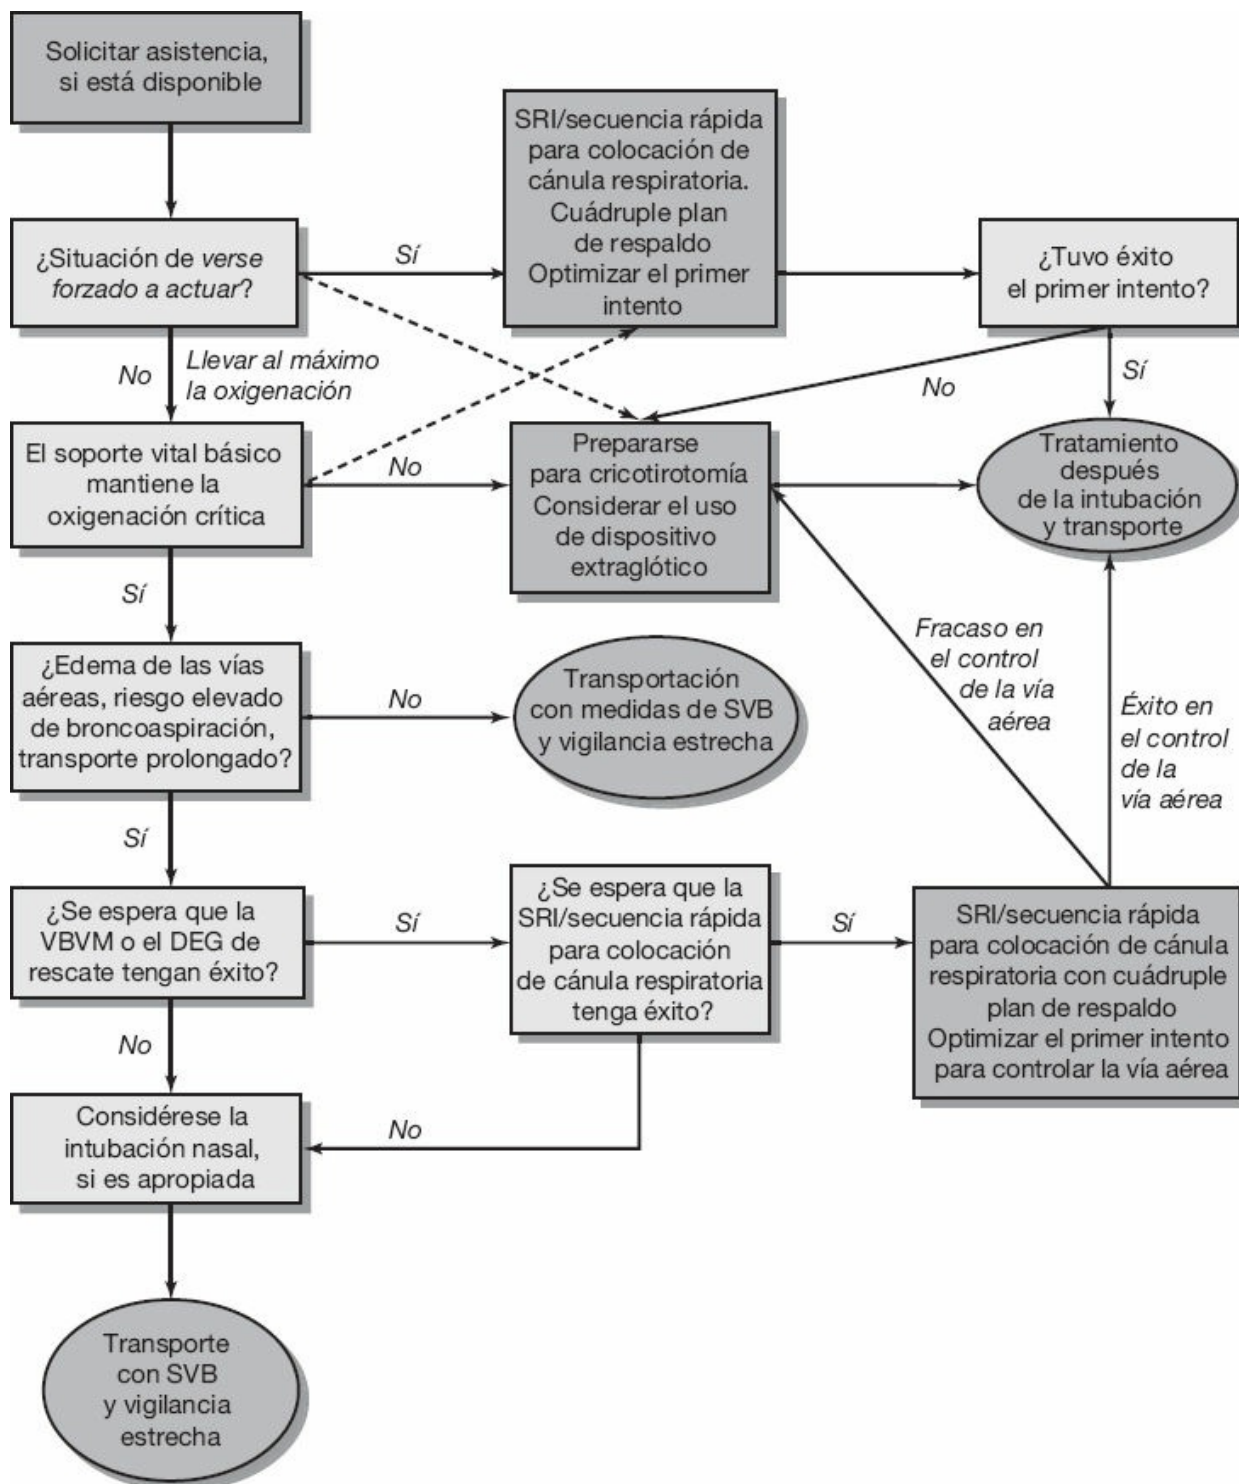 Solicitar asistencia,
si está disponible
¿Situación de verse
forzado a actuar?
Sí
SRI/secuencia rápida
para colocación de
cánula respiratoria.
Cuádruple plan
de respaldo
Optimizar el primer
intento
¿Tuvo éxito
el primer intento?
No
Llevar al máximo
la oxigenación
No
Sí
El soporte vital básico
mantiene la
oxigenación crítica
No
Prepararse
para cricotirotomía
Considerar el uso
de dispositivo
extraglótico
Tratamiento
después
de la intubación
y transporte
Sí
¿Edema de las vías
aéreas, riesgo elevado
de broncoaspiración,
transporte prolongado?
No
Transportación
con medidas de SVB
y vigilancia estrecha
Fracaso en
el control
de la vía
aérea
Éxito en
el control
de la
vía aérea
Sí
¿Se espera que la
VBVM o el DEG de
rescate tengan éxito?
Sí
¿Se espera que la
SRI/secuencia rápida
para colocación
de cánula respiratoria
tenga éxito?
Sí
SRI/secuencia rápida
para colocación de cánula
respiratoria con cuádruple
plan de respaldo
Optimizar el primer intento
para controlar la vía aérea
No
Considérese la
intubación nasal,
si es apropiada
No
Transporte
con SVB
y vigilancia
estrecha